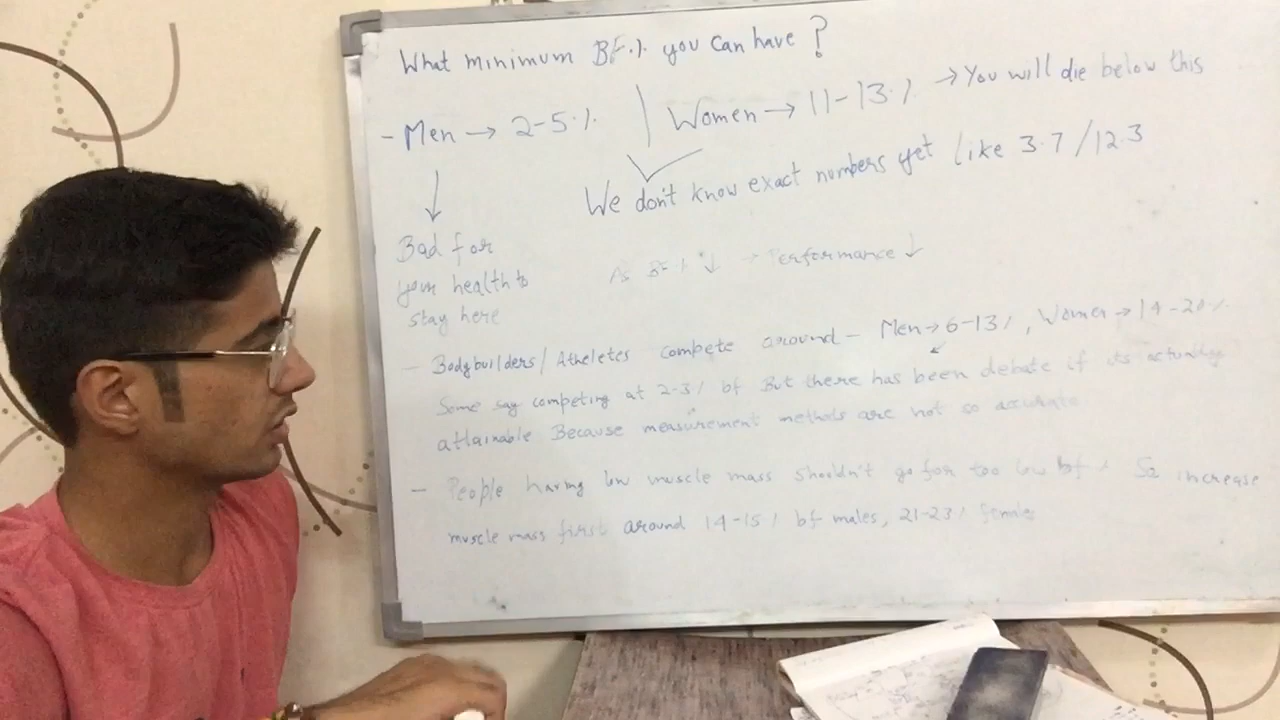 What minimum BF.% you can have ?
- Men → 2-5.% | Women → 11-13.% → You will die below this
We don't know exact numbers yet like 3.7 / 12.3
Bad for
your health to
stay here
As BF % ↓ → Performance ↓
- Bodybuilders / Atheletes compete around - Men → 6-13%, Women → 14-20%
Some say competing at 2-3% bf But there has been debate if its actually
attainable Because measurement methods are not so accurate
- People having low muscle mass shouldn't go for too low bf % So increase
muscle mass first around 14-15% bf males, 21-23% females